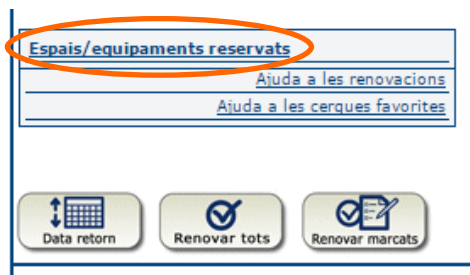 Espais/equipaments reservats
Ajuda a les renovacions
Ajuda a les cerques favorites
Data retorn
Renovar tots
Renovar marcats